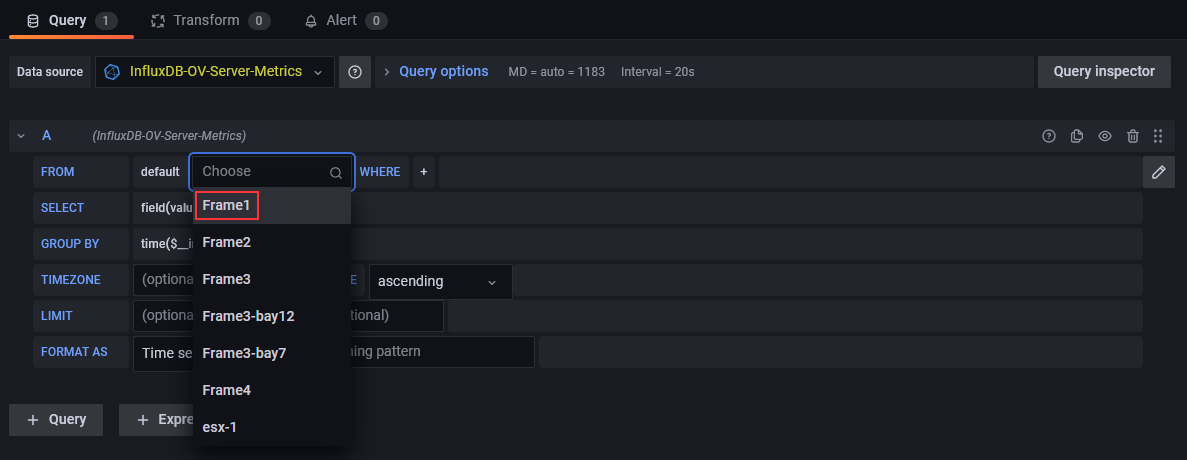 Query 1 Transform 0 Alert 0
Data source InfluxDB-OV-Server-Metrics Query options MD = auto = 1183 Interval = 20s Query inspector
A (InfluxDB-OV-Server-Metrics)
FROM default Choose WHERE +
SELECT field(valu
Frame1
GROUP BY time($__in
Frame2
TIMEZONE (optiona E ascending
Frame3
LIMIT (optiona tional)
Frame3-bay12
FORMAT AS Time se ning pattern
Frame3-bay7
Frame4
+ Query + Expre
esx-1